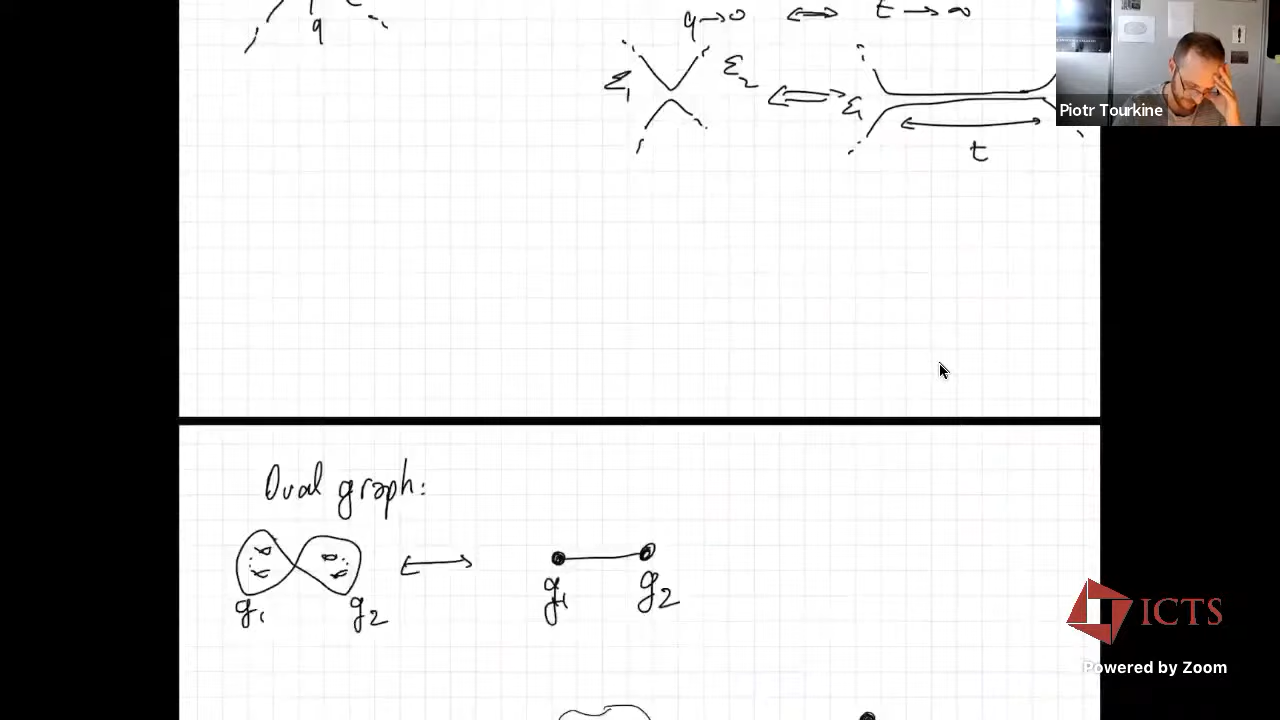 q
q → 0 ⟺ t → ∞
Σ₁ Σ₂ ⟺ Σ₁
t
Piotr Tourkine
Dual graph:
g₁ g₂ ⟷ g₁ g₂
ICTS
Powered by Zoom